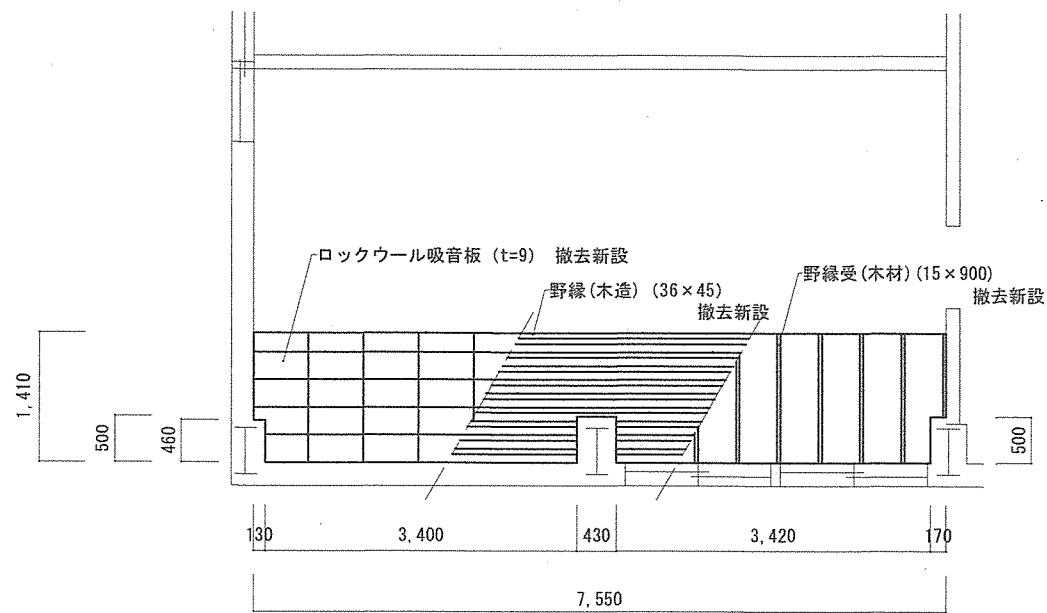 ロックウール吸音板 (t=9) 撤去新設
野縁(木造) (36×45)
撤去新設
野縁受(木材)(15×900)
撤去新設
1,410
500
460
500
130
3,400
430
3,420
170
7,550